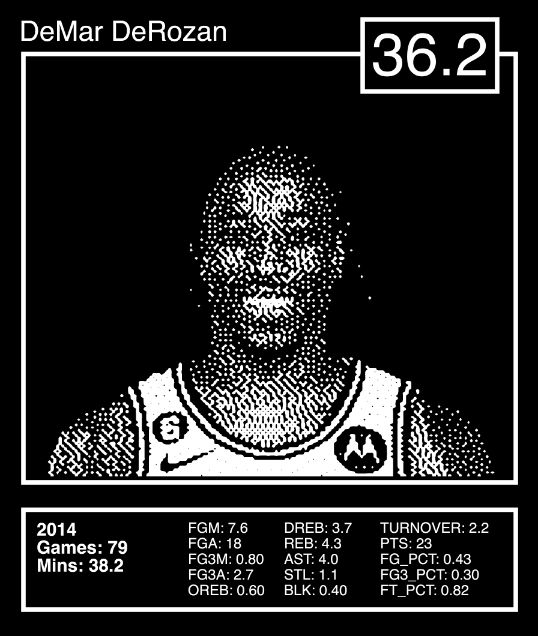 DeMar DeRozan
36.2
2014
Games: 79
Mins: 38.2
FGM: 7.6
FGA: 18
FG3M: 0.80
FG3A: 2.7
OREB: 0.60
DREB: 3.7
REB: 4.3
AST: 4.0
STL: 1.1
BLK: 0.40
TURNOVER: 2.2
PTS: 23
FG_PCT: 0.43
FG3_PCT: 0.30
FT_PCT: 0.82